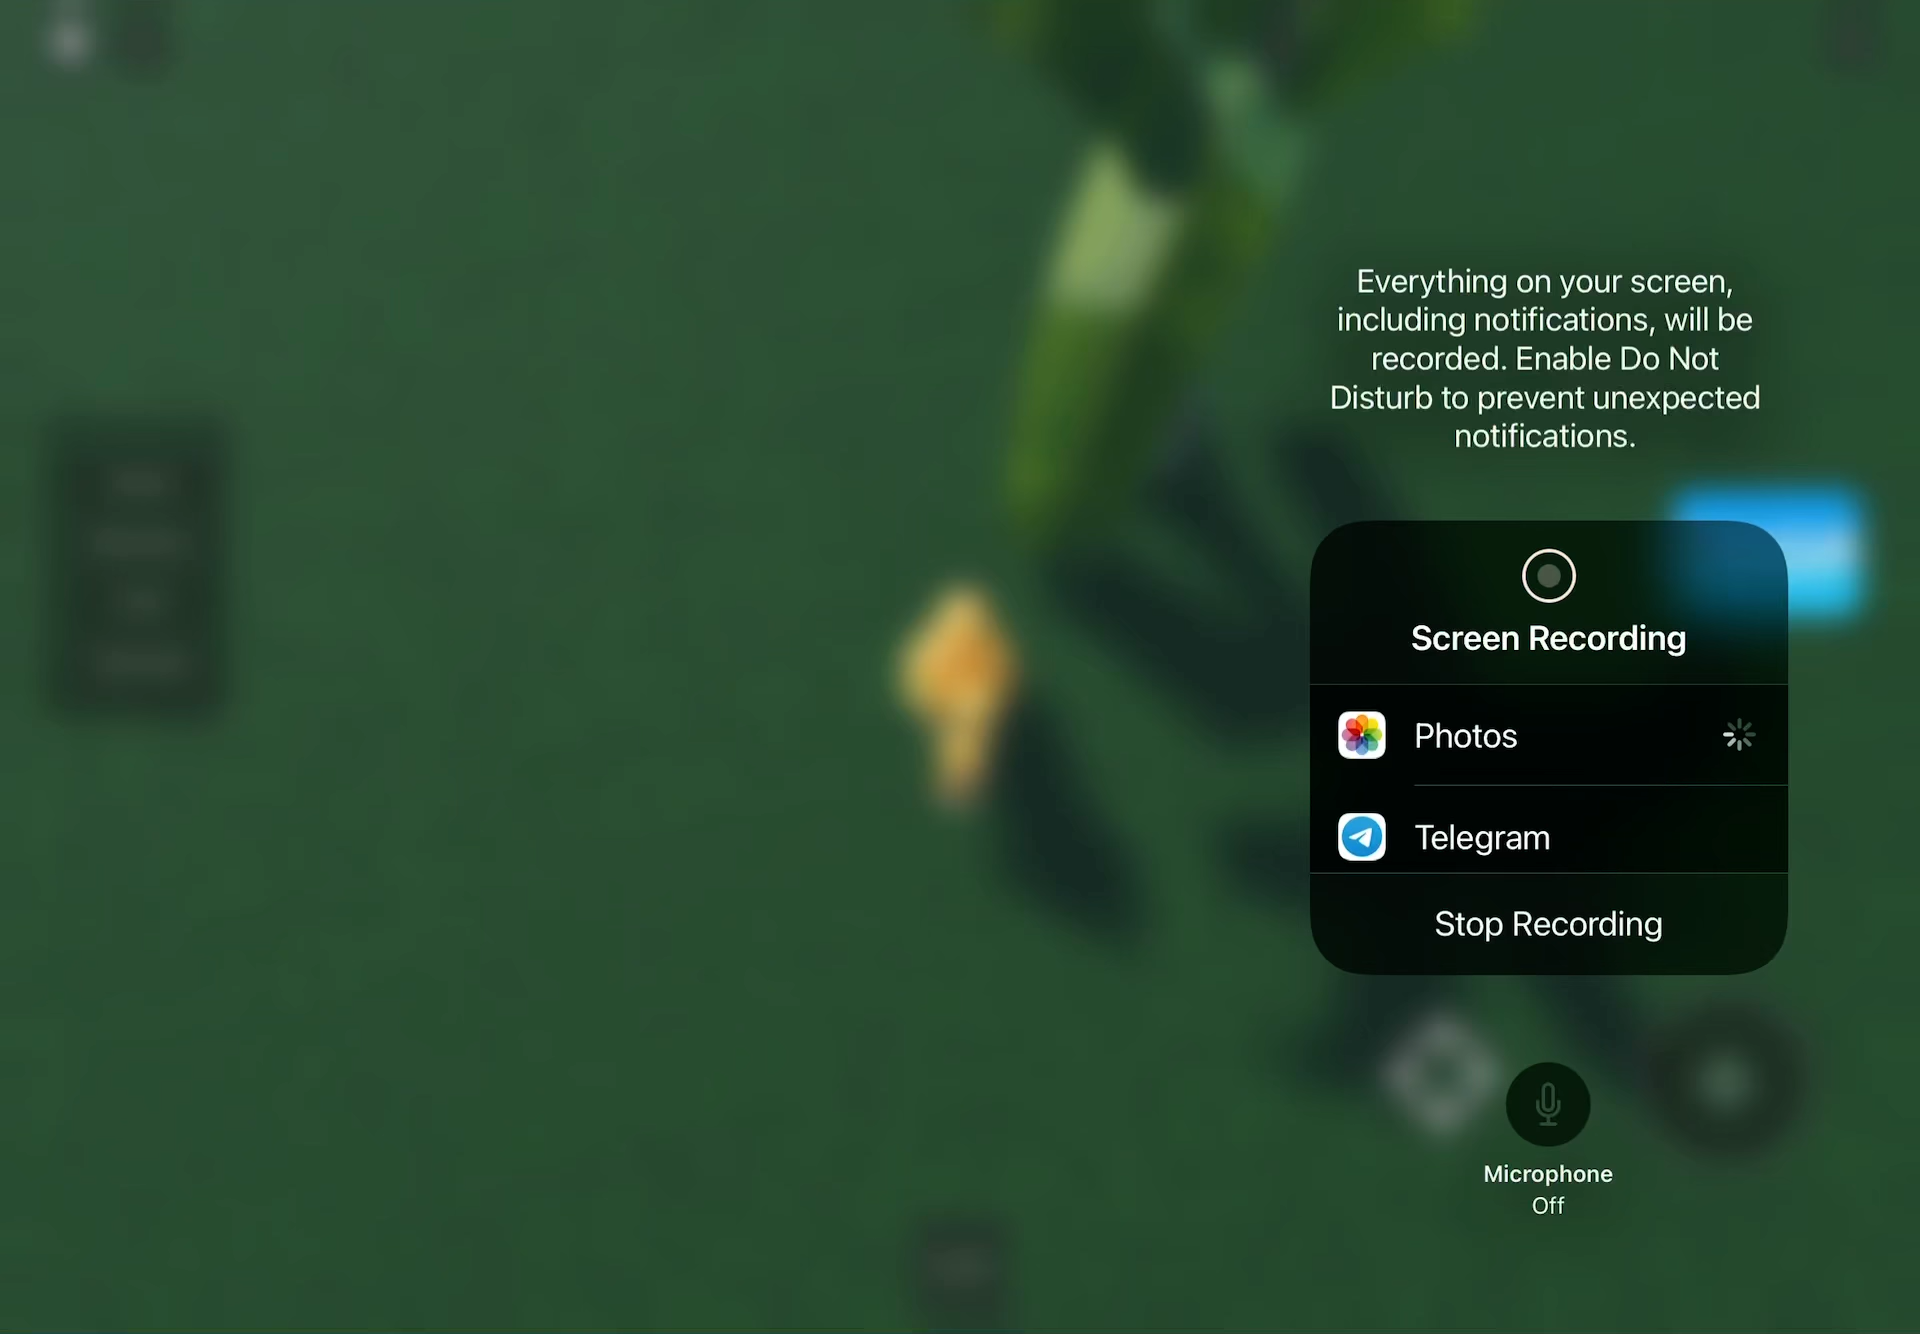 Everything on your screen,
including notifications, will be
recorded. Enable Do Not
Disturb to prevent unexpected
notifications.
Screen Recording
Photos
Telegram
Stop Recording
Microphone
Off